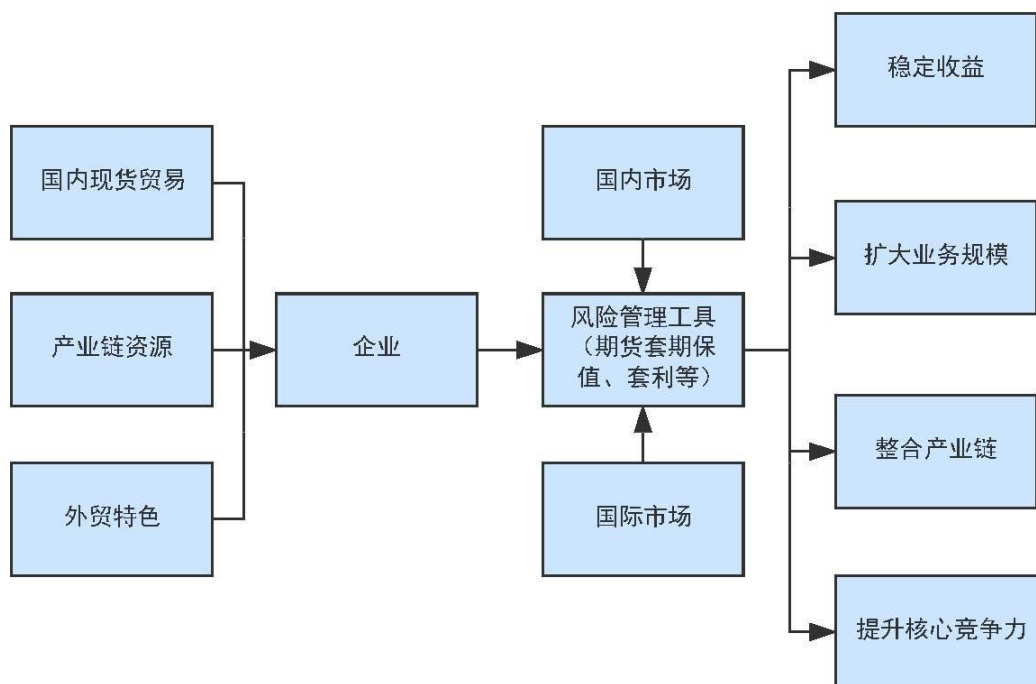 稳定收益
国内现货贸易
国内市场
扩大业务规模
产业链资源
企业
风险管理工具
（期货套期保
值、套利等）
整合产业链
外贸特色
国际市场
提升核心竞争力